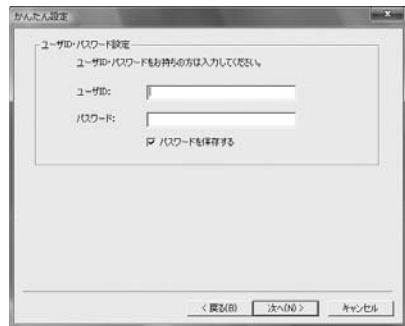 かんたん設定
ユーザID・パスワード設定
ユーザID・パスワードをお持ちの方は入力してください。
ユーザID:
パスワード:
パスワードを保存する
< 戻る(B) 次へ(N) > キャンセル